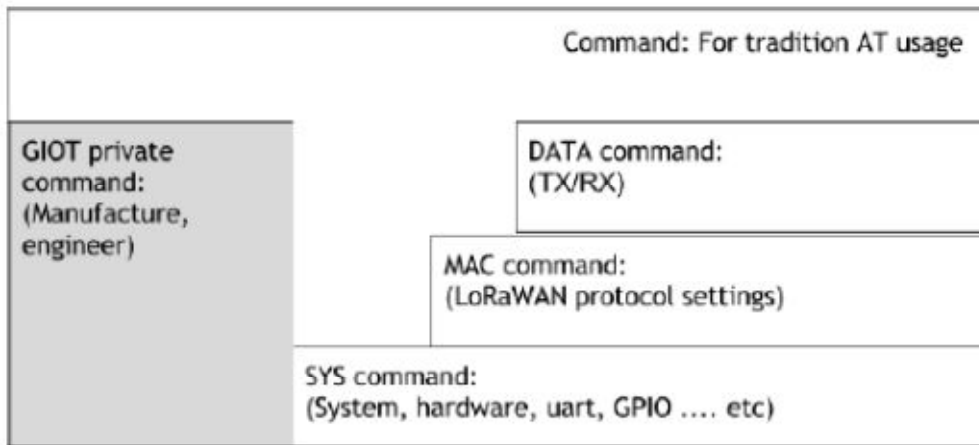 Command: For tradition AT usage
GIOT private
command:
(Manufacture,
engineer)
DATA command:
(TX/RX)
MAC command:
(LoRaWAN protocol settings)
SYS command:
(System, hardware, uart, GPIO .... etc)